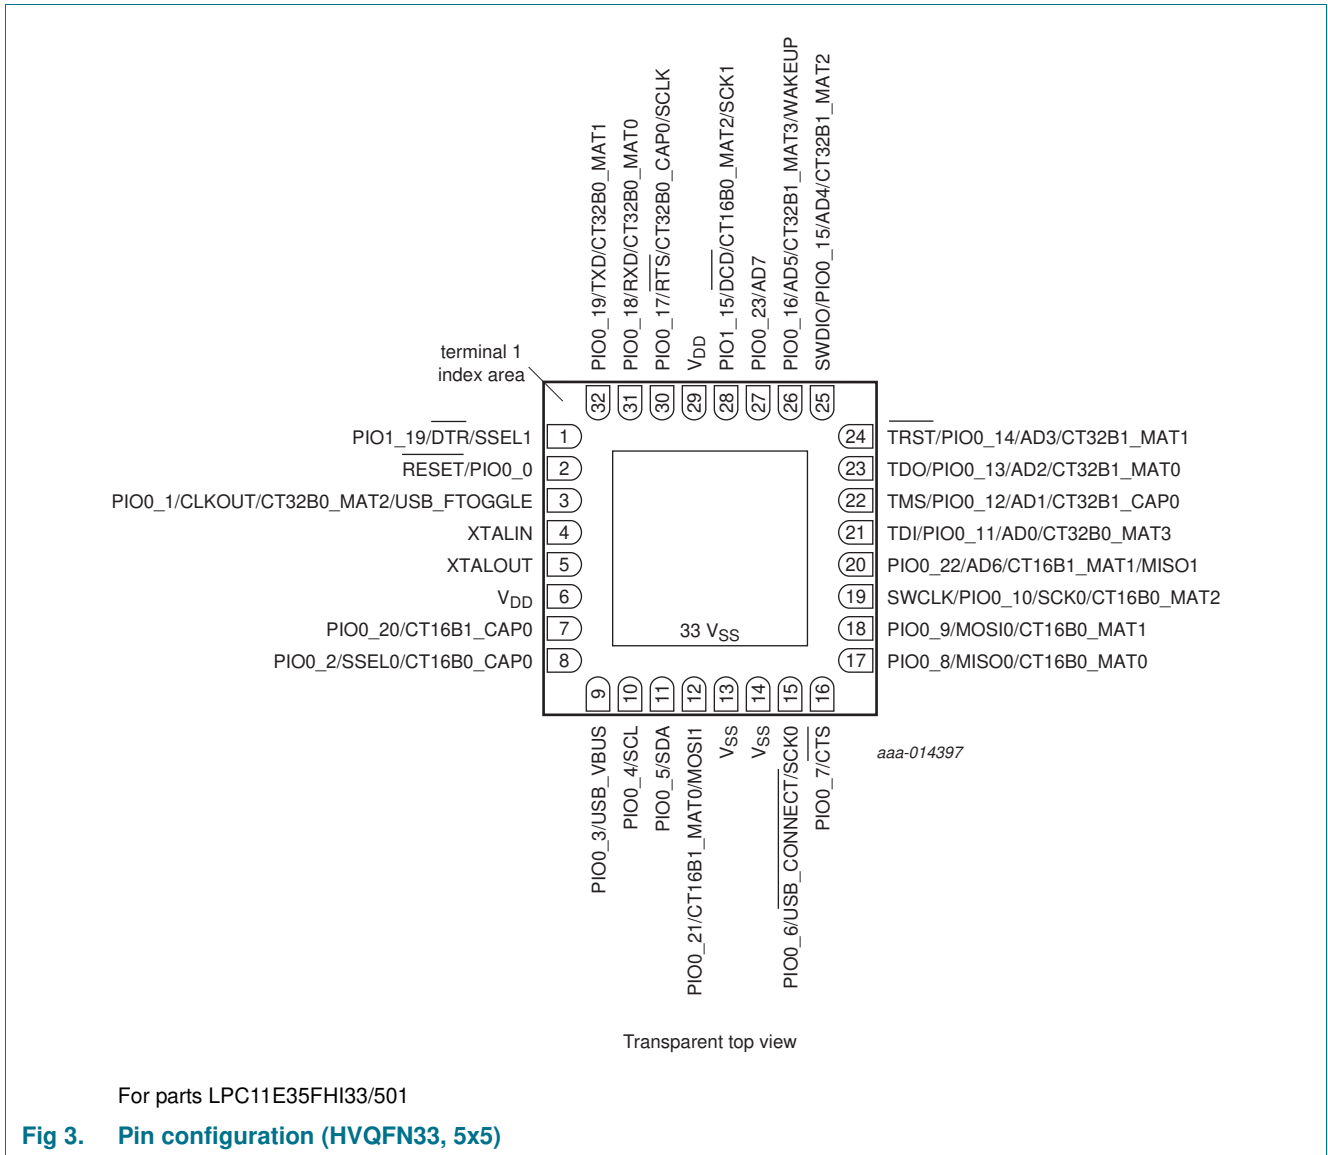 PIO0_19/TXD/CT32B0_MAT1
PIO0_18/RXD/CT32B0_MAT0
PIO0_17/RTS/CT32B0_CAP0/SCLK
VDD
PIO1_15/DCD/CT16B0_MAT2/SCK1
PIO0_23/AD7
PIO0_16/AD5/CT32B1_MAT3/WAKEUP
SWDIO/PIO0_15/AD4/CT32B1_MAT2
terminal 1
index area
32 31 30 29 28 27 26 25
PIO1_19/DTR/SSEL1 1
RESET/PIO0_0 2
PIO0_1/CLKOUT/CT32B0_MAT2/USB_FTOGGLE 3
XTALIN 4
XTALOUT 5
VDD 6
PIO0_20/CT16B1_CAP0 7
PIO0_2/SSEL0/CT16B0_CAP0 8
33 VSS
24 TRST/PIO0_14/AD3/CT32B1_MAT1
23 TDO/PIO0_13/AD2/CT32B1_MAT0
22 TMS/PIO0_12/AD1/CT32B1_CAP0
21 TDI/PIO0_11/AD0/CT32B0_MAT3
20 PIO0_22/AD6/CT16B1_MAT1/MISO1
19 SWCLK/PIO0_10/SCK0/CT16B0_MAT2
18 PIO0_9/MOSI0/CT16B0_MAT1
17 PIO0_8/MISO0/CT16B0_MAT0
9 10 11 12 13 14 15 16
PIO0_3/USB_VBUS
PIO0_4/SCL
PIO0_5/SDA
PIO0_21/CT16B1_MAT0/MOSI1
VSS
VSS
PIO0_6/USB_CONNECT/SCK0
PIO0_7/CTS
aaa-014397
Transparent top view
For parts LPC11E35FHI33/501
Fig 3. Pin configuration (HVQFN33, 5x5)